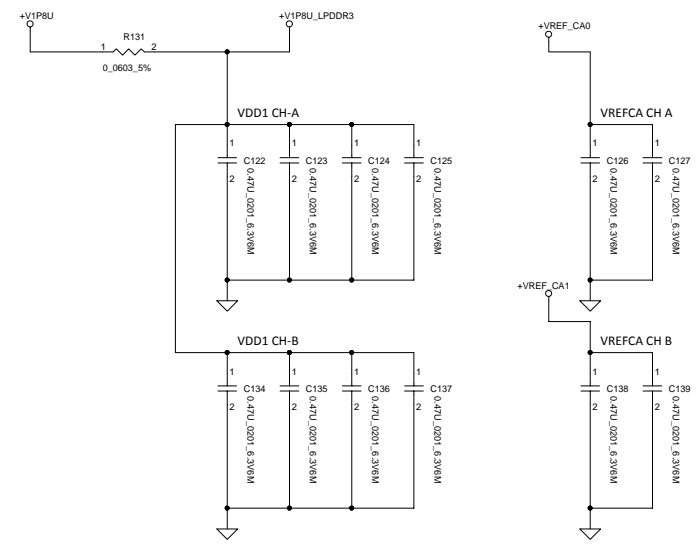 +V1P8U
+V1P8U_LPDDR3
R131
1
2
0_0603_5%
+VREF_CA0
VDD1 CH-A
VREFCA CH A
1
1
1
1
1
1
C122
C123
C124
C125
C126
C127
2
2
2
2
2
2
0.47U_0201_6.3V6M
0.47U_0201_6.3V6M
0.47U_0201_6.3V6M
0.47U_0201_6.3V6M
0.47U_0201_6.3V6M
0.47U_0201_6.3V6M
+VREF_CA1
VDD1 CH-B
VREFCA CH B
1
1
1
1
1
1
C134
C135
C136
C137
C138
C139
2
2
2
2
2
2
0.47U_0201_6.3V6M
0.47U_0201_6.3V6M
0.47U_0201_6.3V6M
0.47U_0201_6.3V6M
0.47U_0201_6.3V6M
0.47U_0201_6.3V6M